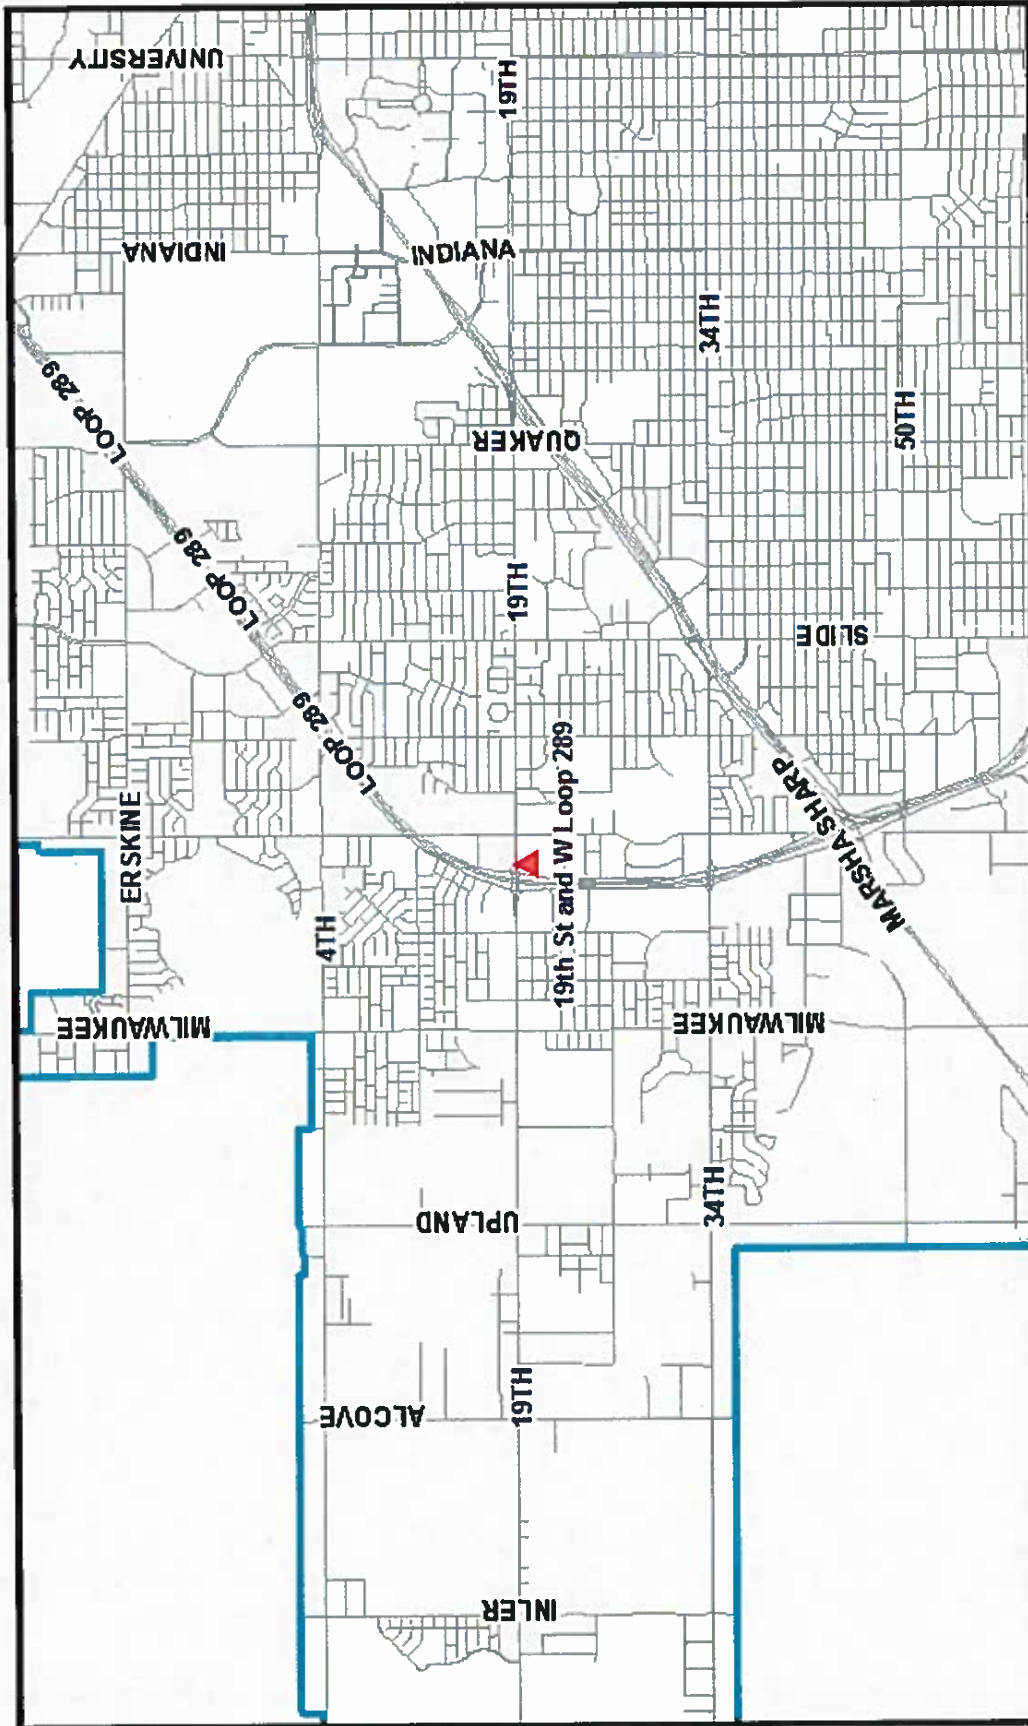 UNIVERSITY
19TH
INDIANA
INDIANA
34TH
LOOP 289
50TH
QUAKER
LOOP 289
19TH
SLIDE
LOOP 289
19th St and W Loop 289
MARSHA SHARP
ERSKINE
4TH
MILWAUKEE
MILWAUKEE
34TH
UPLAND
19TH
ALCOVE
INLER